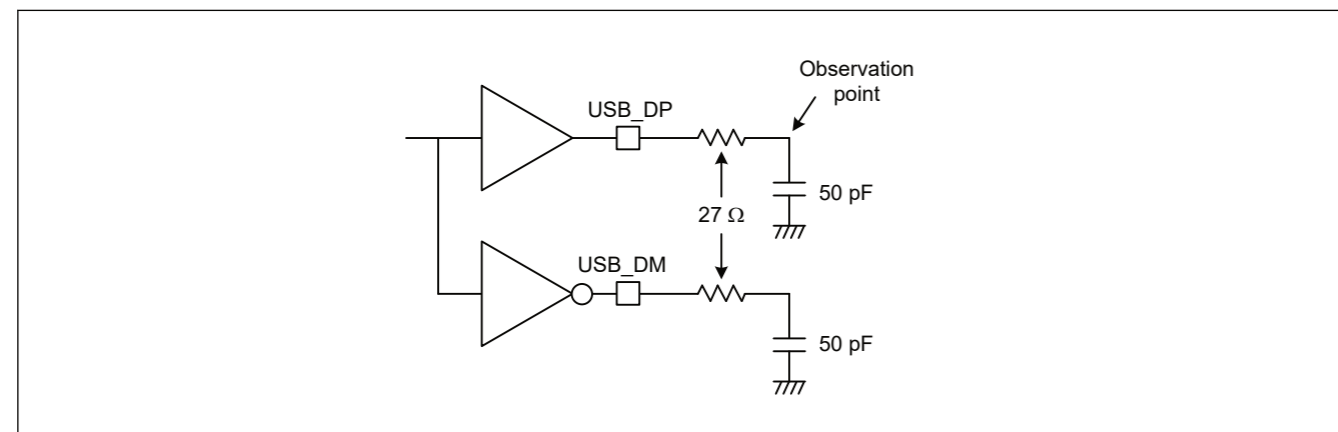 Observation
point
USB_DP
50 pF
27 Ω
USB_DM
50 pF